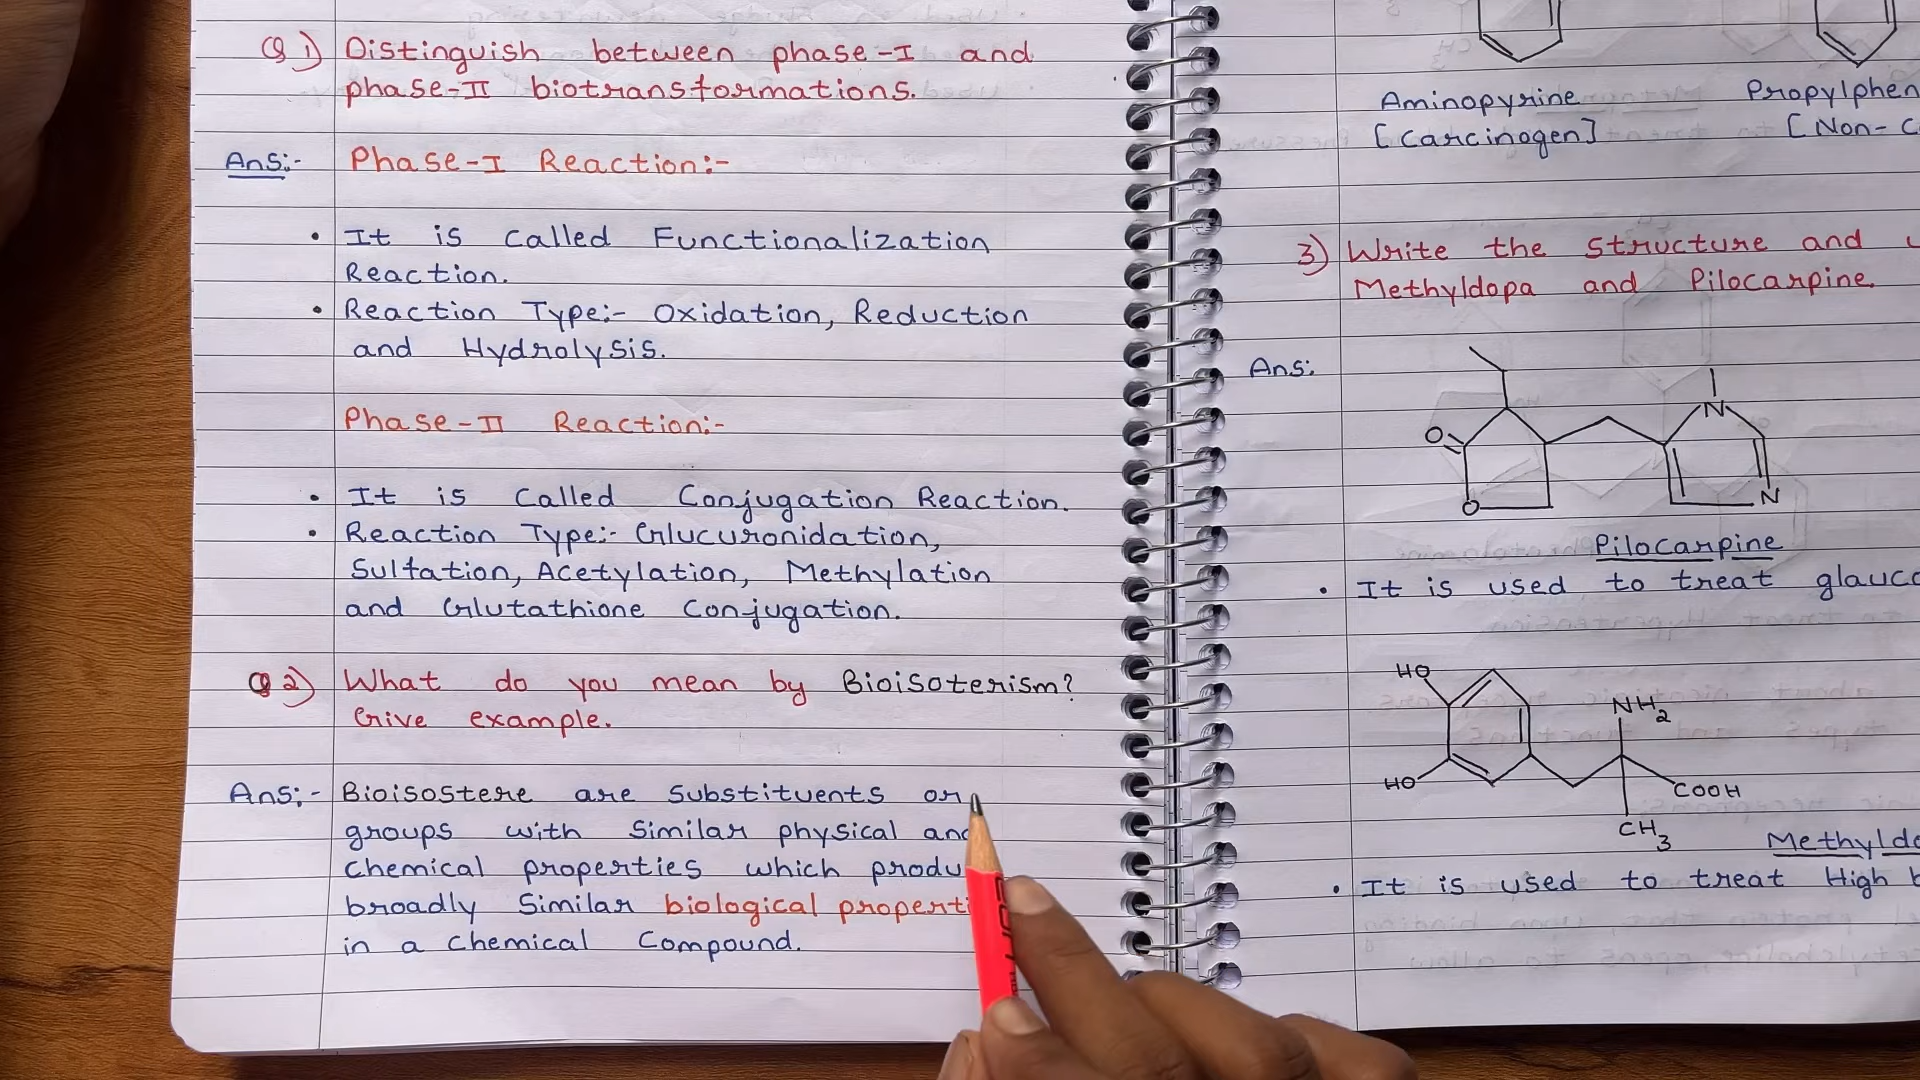 Q 1) Distinguish between phase-I and
phase-II biotransformations.
Ans:- Phase-I Reaction:-
• It is called Functionalization
Reaction.
• Reaction Type:- Oxidation, Reduction
and Hydrolysis.
Phase-II Reaction:-
• It is called Conjugation Reaction.
• Reaction Type:- Glucuronidation,
Sulfation, Acetylation, Methylation
and Glutathione Conjugation.
Q 2) What do you mean by Bioisoterism?
Give example.
Ans:- Bioisostere are substituents or
groups with similar physical and
chemical properties which
broadly similar biological
in a chemical compound.
Aminopyrine
[Carcinogen]
[Non-
3) Write the structure and
Methyldopa and Pilocarpine.
Ans:
N
O
N
O
Pilocarpine
• It is used to treat
HO
NH2
HO
COOH
CH3
• It is used to treat High